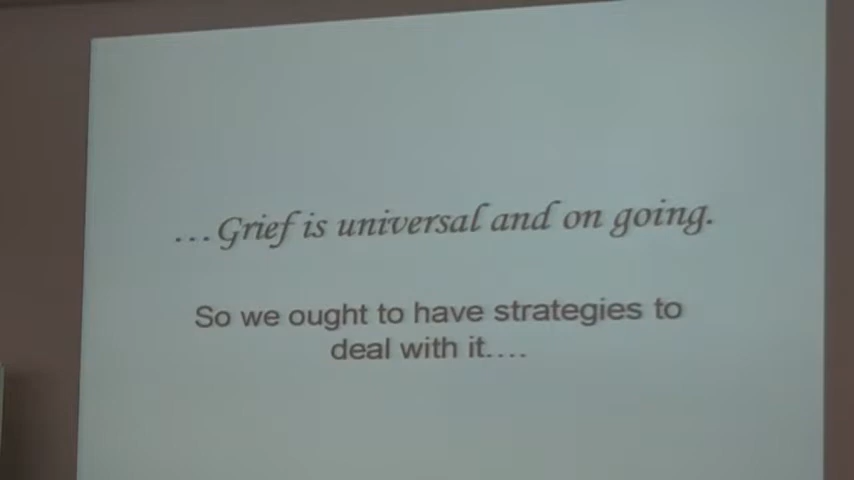 ...Grief is universal and on going.
So we ought to have strategies to
deal with it....